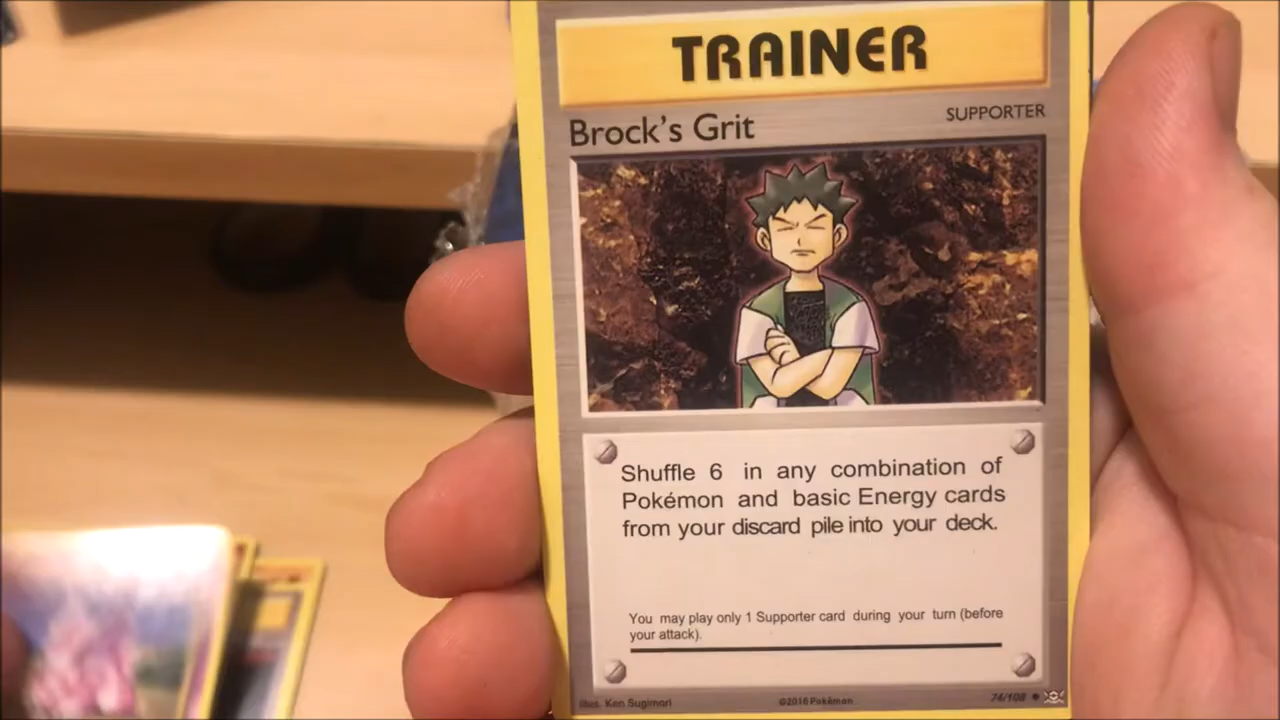 TRAINER
Brock's Grit
SUPPORTER
Shuffle 6 in any combination of
Pokémon and basic Energy cards
from your discard pile into your deck.
You may play only 1 Supporter card during your turn (before
your attack).
Illus. Ken Sugimori
©2016 Pokémon
74/108